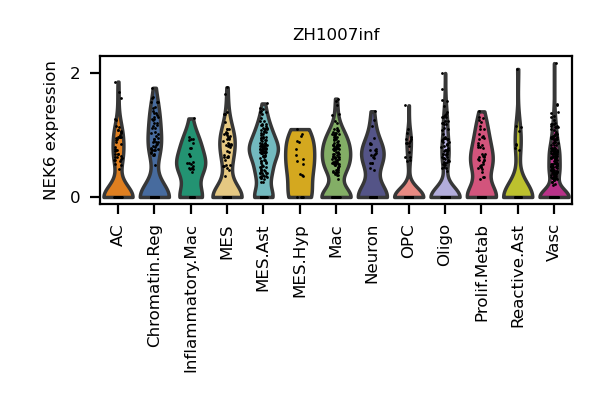 ZH1007inf
NEK6 expression
2
0
AC
Chromatin.Reg
Inflammatory.Mac
MES
MES.Ast
MES.Hyp
Mac
Neuron
OPC
Oligo
Prolif.Metab
Reactive.Ast
Vasc